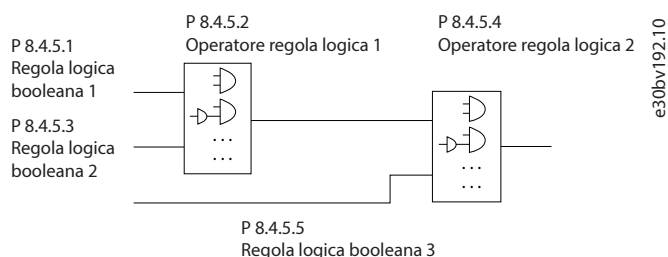 P 8.4.5.1
Regola logica
booleana 1
P 8.4.5.2
Operatore regola logica 1
P 8.4.5.4
Operatore regola logica 2
P 8.4.5.3
Regola logica
booleana 2
... 
...
...
...
P 8.4.5.5
Regola logica booleana 3
e30bv192.10